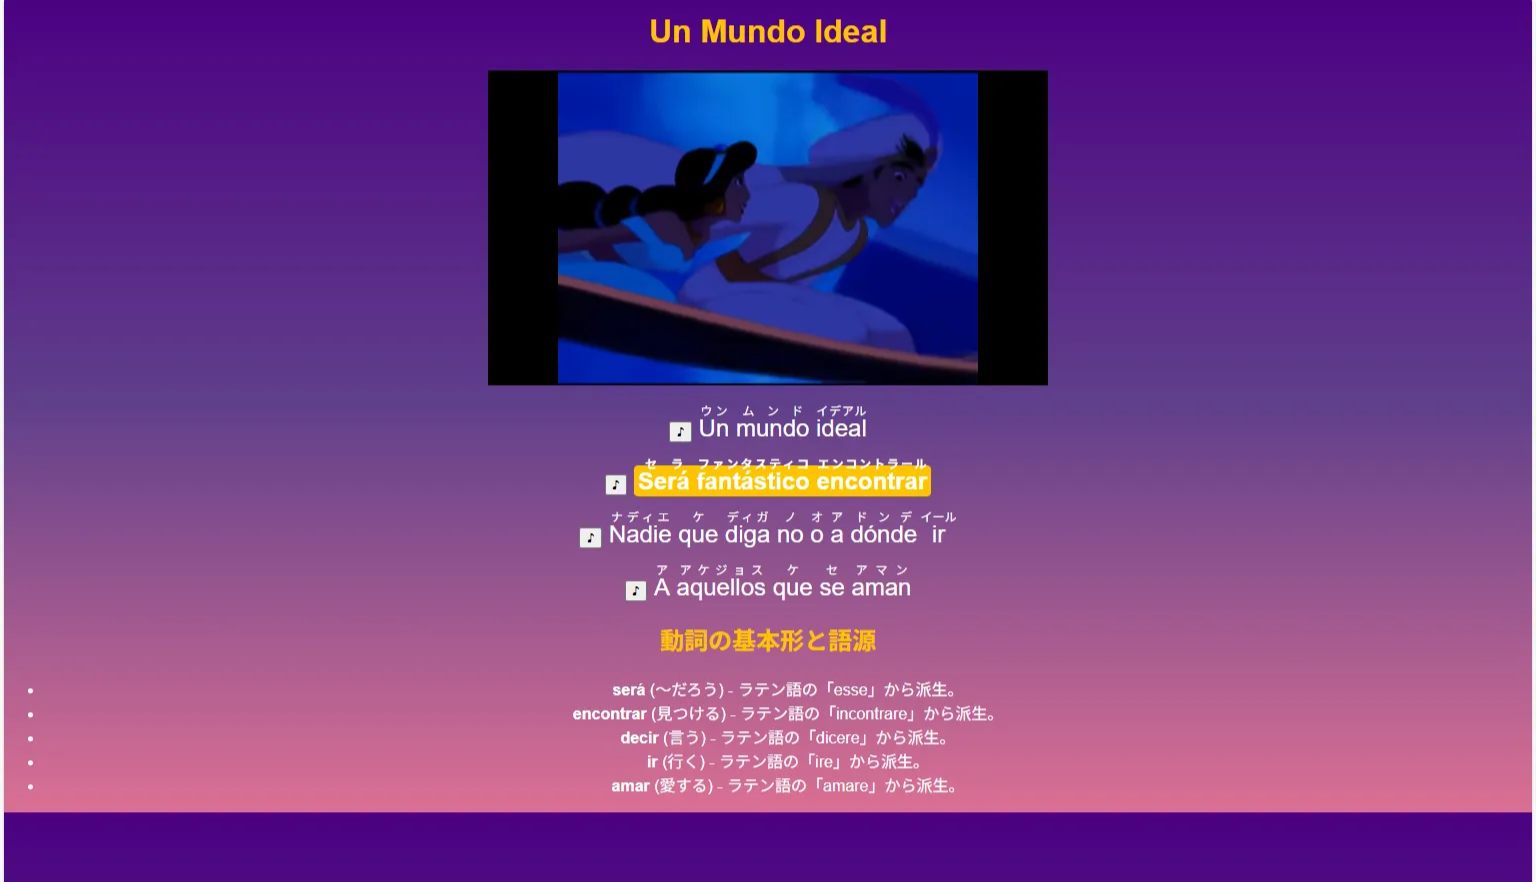 Un Mundo Ideal
ウン ムンド イデアル
♪ Un mundo ideal
セラ ファンタスティコ エンコントラール
♪ Será fantástico encontrar
ナディエ ケ ディガ ノ オ ア ドンデ イール
♪ Nadie que diga no o a dónde ir
ア アケジョス ケ セ アマン
♪ A aquellos que se aman
動詞の基本形と語源
• será (〜だろう) - ラテン語の「esse」から派生。
• encontrar (見つける) - ラテン語の「incontrare」から派生。
• decir (言う) - ラテン語の「dicere」から派生。
• ir (行く) - ラテン語の「ire」から派生。
• amar (愛する) - ラテン語の「amare」から派生。